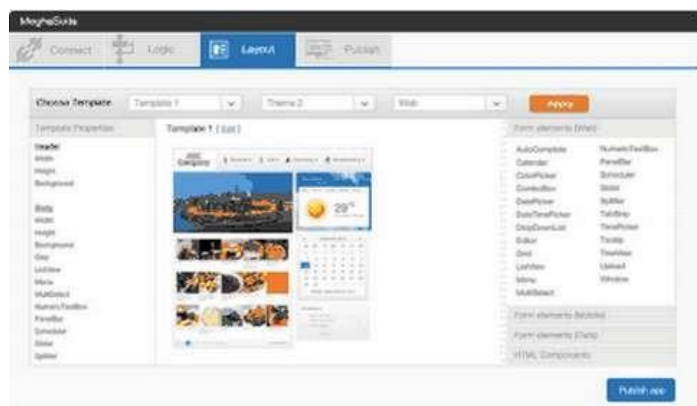 MeghaSuite
Connect Logic Layout Publish
Choose Template Template 1 Theme 2 Web Apply
Template Properties
Header
Width
Height
Background
Body
Width
Height
Background
Grid
ListView
Menu
MultiSelect
NumericTextBox
PanelBar
Scheduler
Slider
Splitter
Template 1 [ Edit ]
ABC
Company
29
Form elements (Web)
AutoComplete
Calendar
ColorPicker
ComboBox
DatePicker
DateTimePicker
DropDownList
Editor
Grid
ListView
Menu
MultiSelect
NumericTextBox
PanelBar
Scheduler
Slider
Splitter
TabStrip
TimePicker
Tooltip
TreeView
Upload
Window
Form elements (Mobile)
Form elements (Data)
HTML Components
Publish app